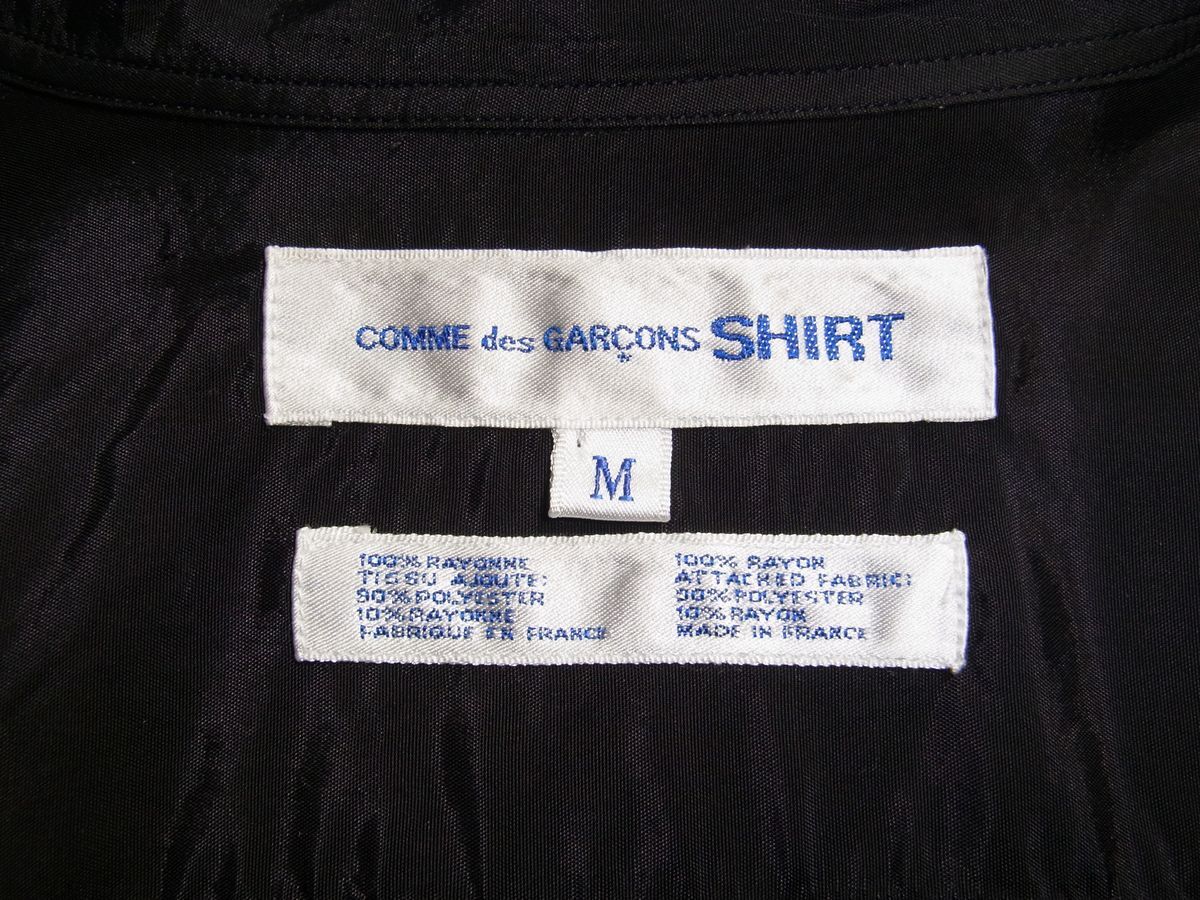 COMME des GARÇONS SHIRT
M
100% RAYONNE
TISSU AJOUTE:
90% POLYESTER
10% RAYONNE
FABRIQUE EN FRANCE
100% RAYON
ATTACHED FABRIC:
90% POLYESTER
10% RAYON
MADE IN FRANCE